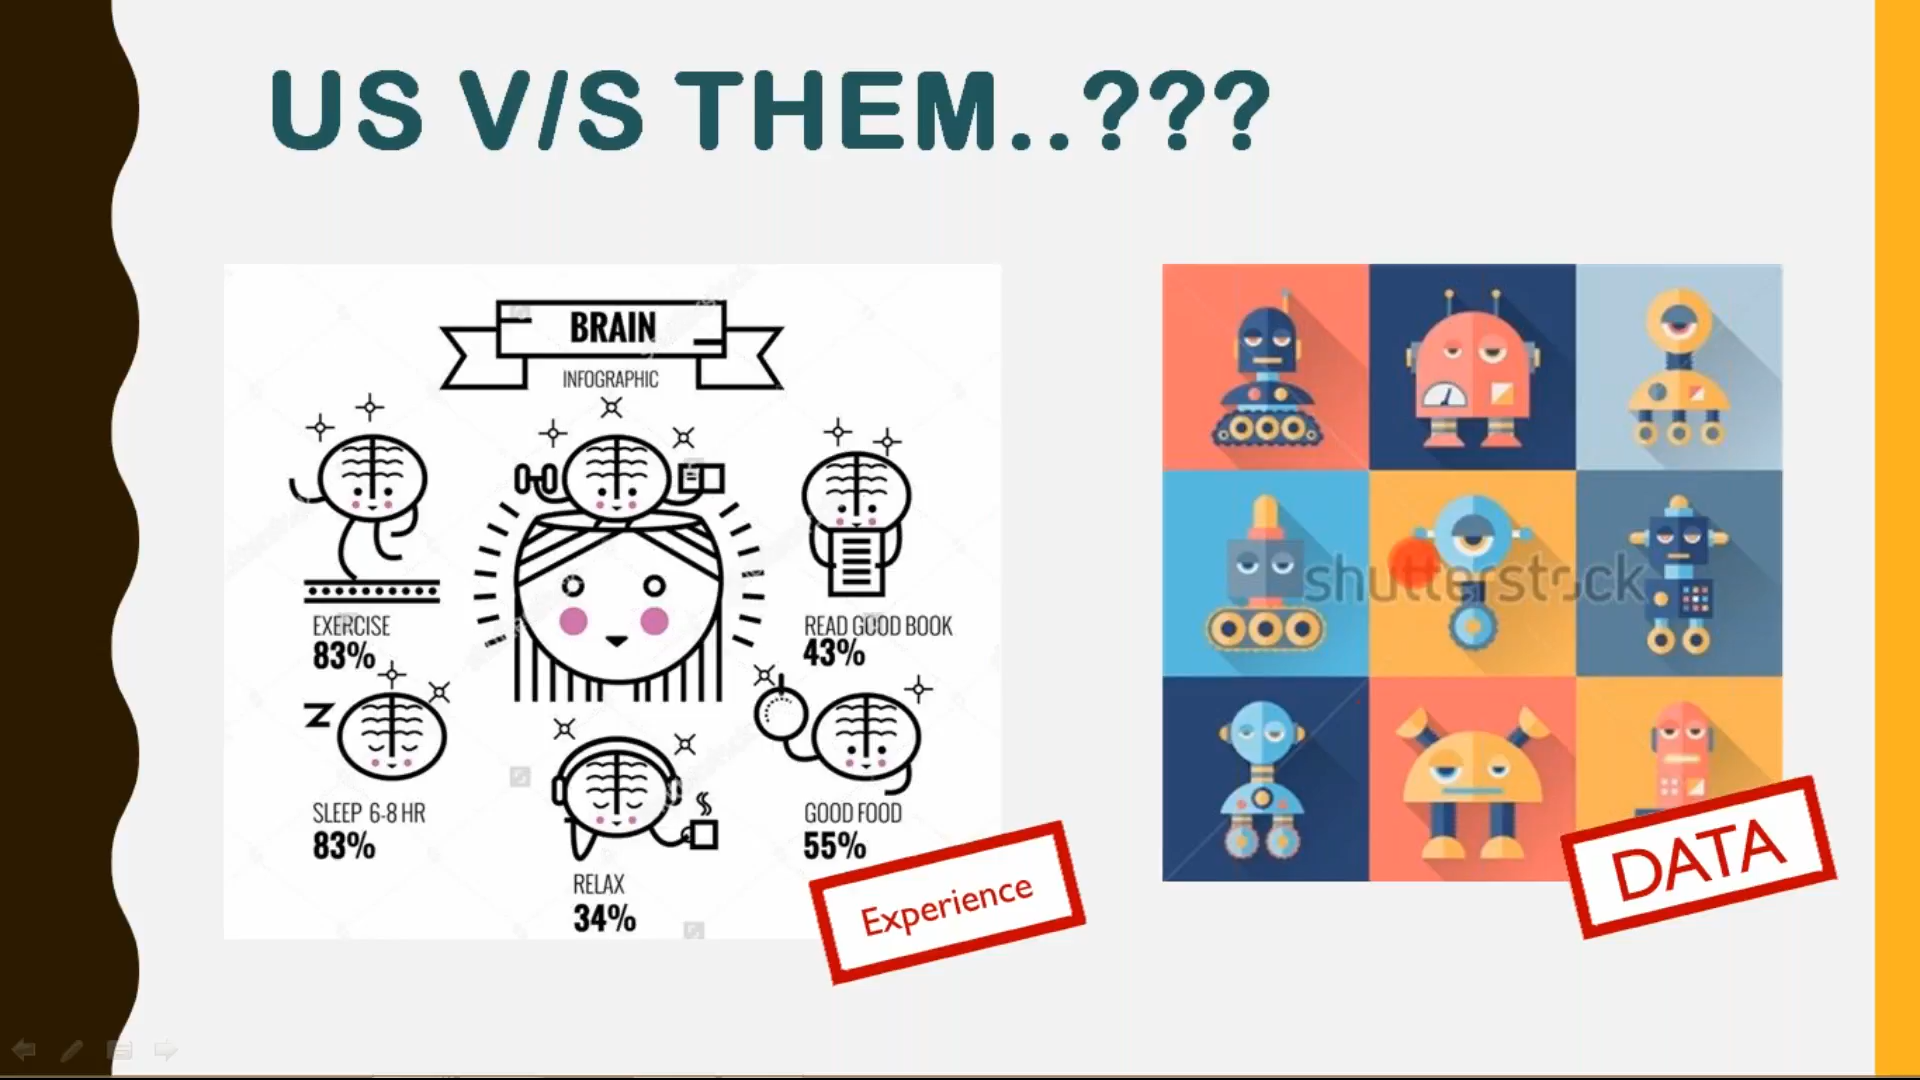 US V/S THEM..???
BRAIN
INFOGRAPHIC
EXERCISE
83%
READ GOOD BOOK
43%
Z
SLEEP 6-8 HR
83%
GOOD FOOD
55%
RELAX
34%
Experience
shutterstock
DATA